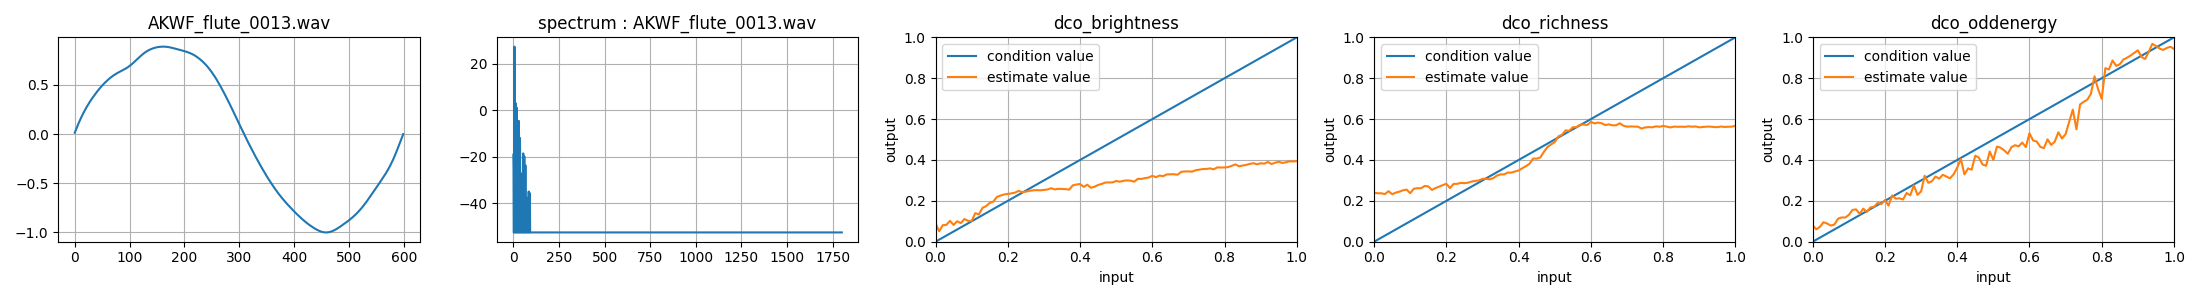 AKWF_flute_0013.wav
0.5
0.0
−0.5
−1.0
0 100 200 300 400 500 600
spectrum : AKWF_flute_0013.wav
20
0
−20
−40
0 250 500 750 1000 1250 1500 1750
dco_brightness
condition value
estimate value
output
1.0
0.8
0.6
0.4
0.2
0.0
0.0 0.2 0.4 0.6 0.8 1.0
input
dco_richness
condition value
estimate value
output
1.0
0.8
0.6
0.4
0.2
0.0
0.0 0.2 0.4 0.6 0.8 1.0
input
dco_oddenergy
condition value
estimate value
output
1.0
0.8
0.6
0.4
0.2
0.0
0.0 0.2 0.4 0.6 0.8 1.0
input